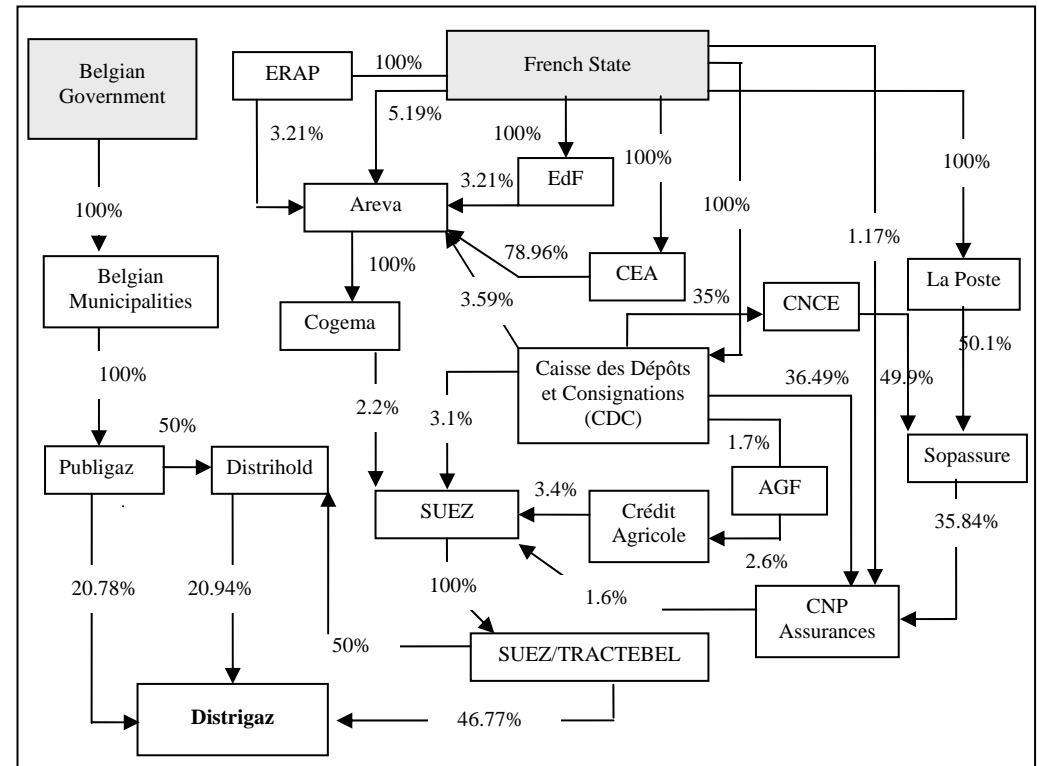 Belgian
Government
ERAP
100%
French State
3.21%
5.19%
100%
100%
100%
100%
EdF
3.21%
100%
Areva
1.17%
78.96%
CEA
Belgian
Municipalities
100%
La Poste
3.59%
35%
CNCE
Cogema
50.1%
Caisse des Dépôts
et Consignations
(CDC)
100%
36.49%
49.9%
2.2%
3.1%
1.7%
50%
Publigaz
Distrihold
Sopassure
AGF
3.4%
SUEZ
Crédit
Agricole
35.84%
2.6%
100%
20.78%
20.94%
1.6%
CNP
Assurances
50%
SUEZ/TRACTEBEL
Distrigaz
46.77%